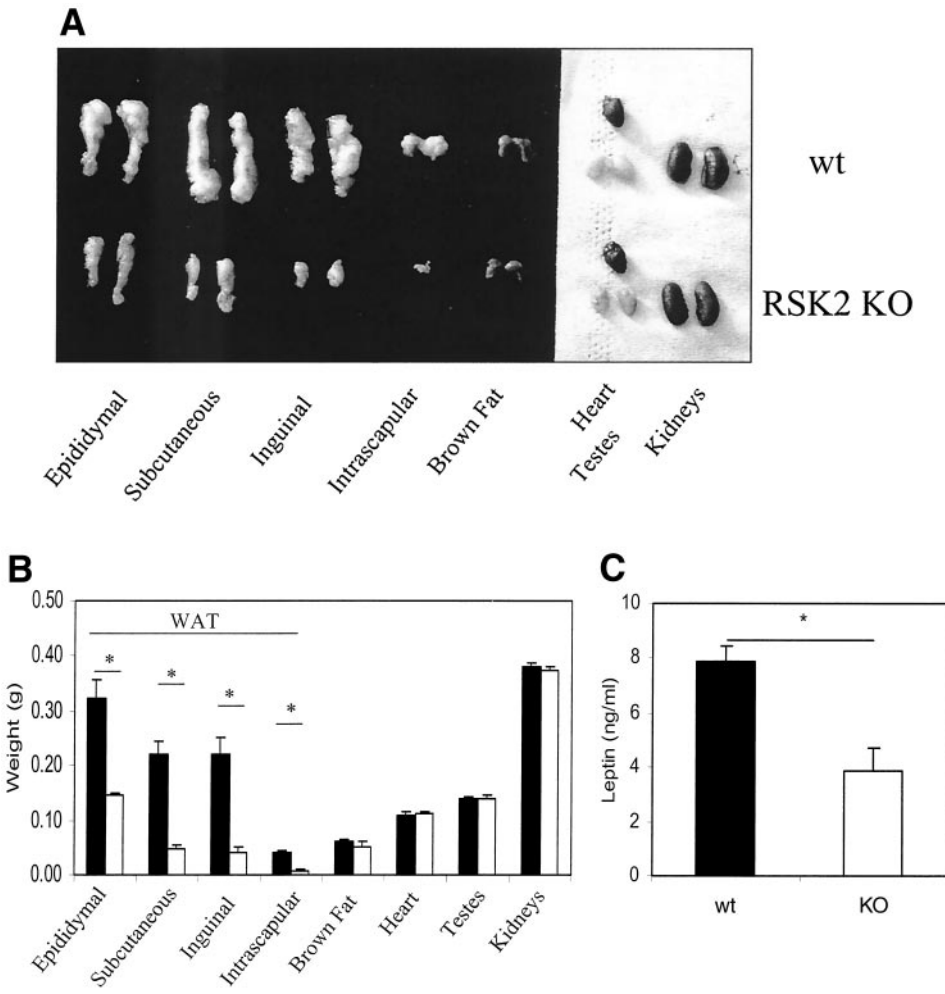 A
wt
RSK2 KO
Epididymal
Subcutaneous
Inguinal
Intrascapular
Brown Fat
Heart
Testes
Kidneys
B
0.50
0.40
0.30
0.20
0.10
0.00
Weight (g)
WAT
*
*
*
*
Epididymal
Subcutaneous
Inguinal
Intrascapular
Brown Fat
Heart
Testes
Kidneys
C
10
8
6
4
2
0
Leptin (ng/ml)
*
wt
KO